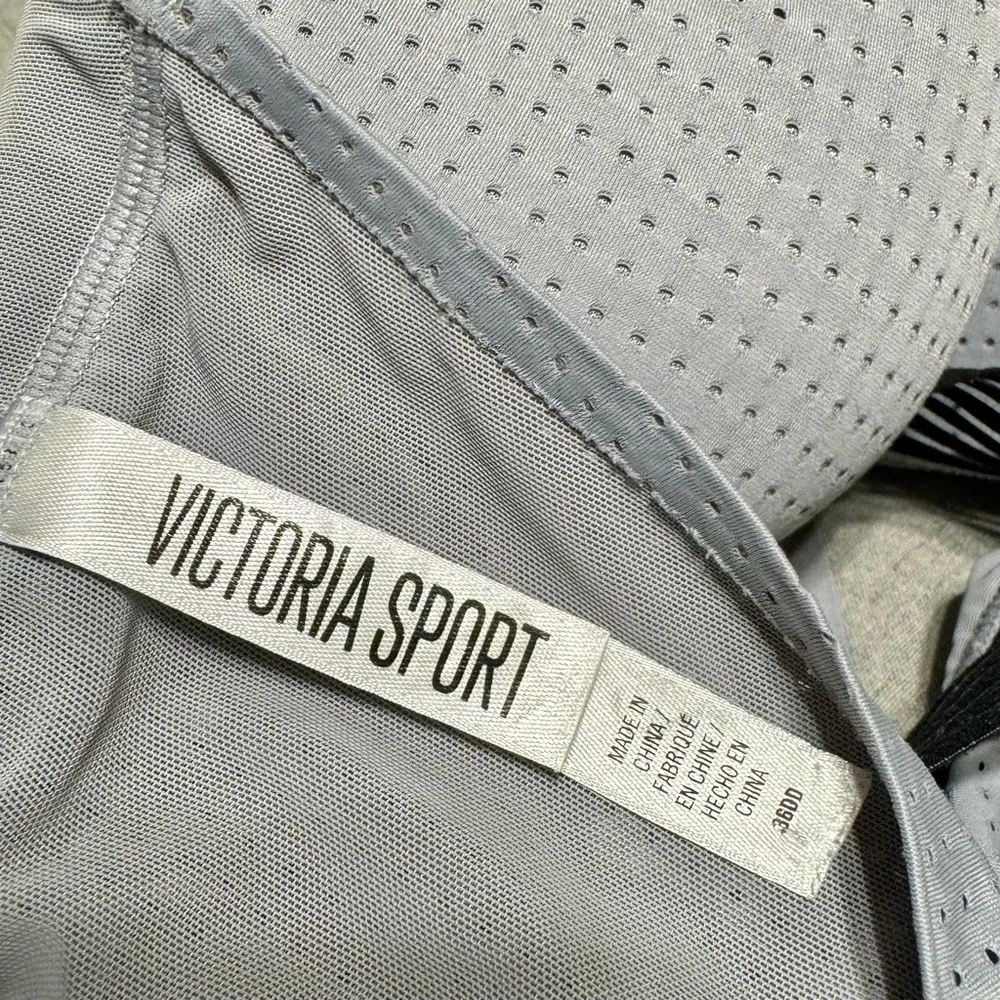 VICTORIA SPORT
MADE IN
CHINA/
FABRIQUÉ
EN CHINE/
HECHO EN
CHINA
36DD